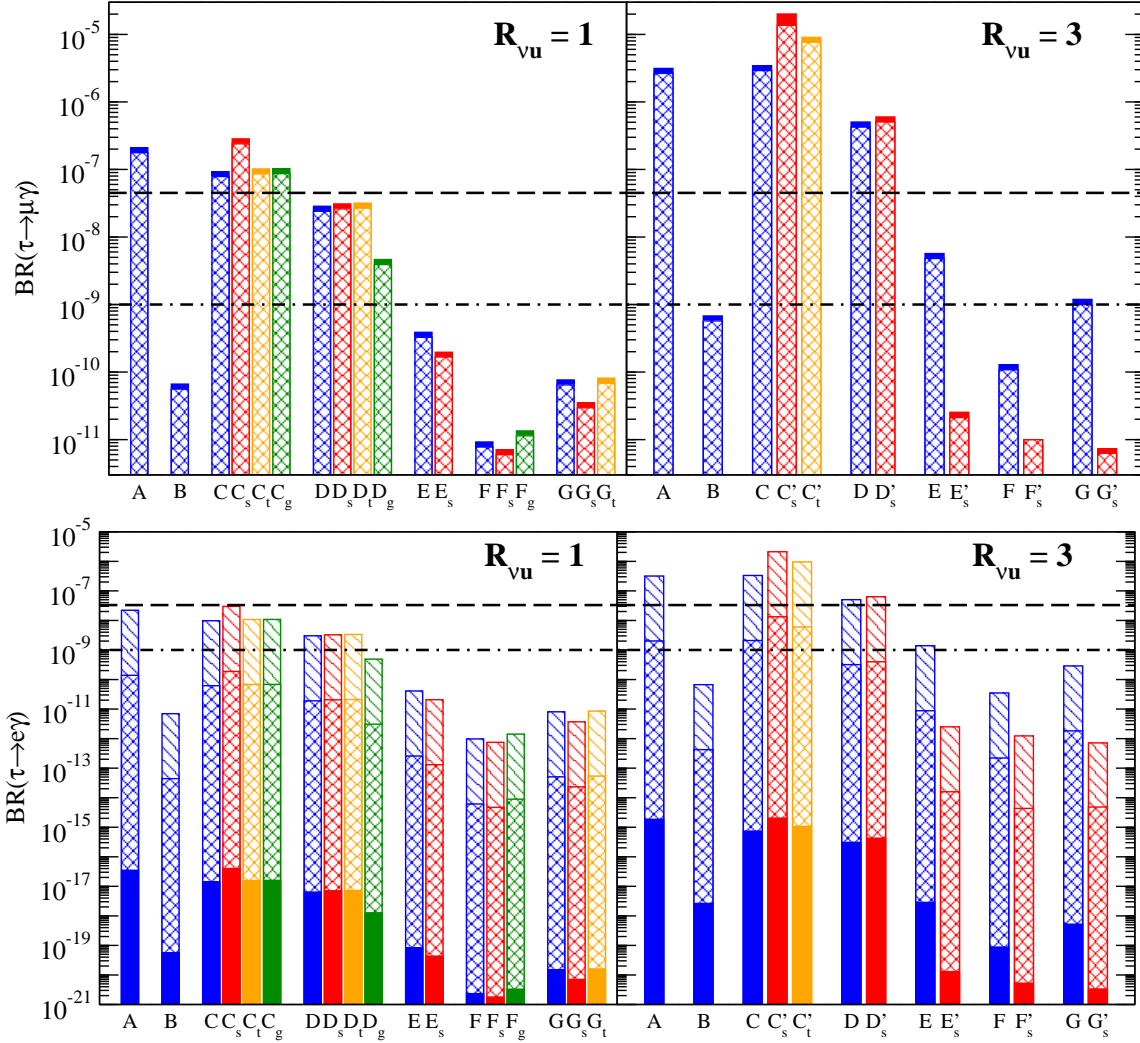 R_νu = 1 R_νu = 3
BR(τ→μγ)
10^-5
10^-6
10^-7
10^-8
10^-9
10^-10
10^-11
A B C C_s C_t C_g D D_s D_t D_g E E_s F F_s F_g G G_s G_t A B C C'_s C'_t D D'_s E E'_s F F'_s G G'_s
R_νu = 1 R_νu = 3
BR(τ→eγ)
10^-5
10^-7
10^-9
10^-11
10^-13
10^-15
10^-17
10^-19
10^-21
A B C C_s C_t C_g D D_s D_t D_g E E_s F F_s F_g G G_s G_t A B C C'_s C'_t D D'_s E E'_s F F'_s G G'_s